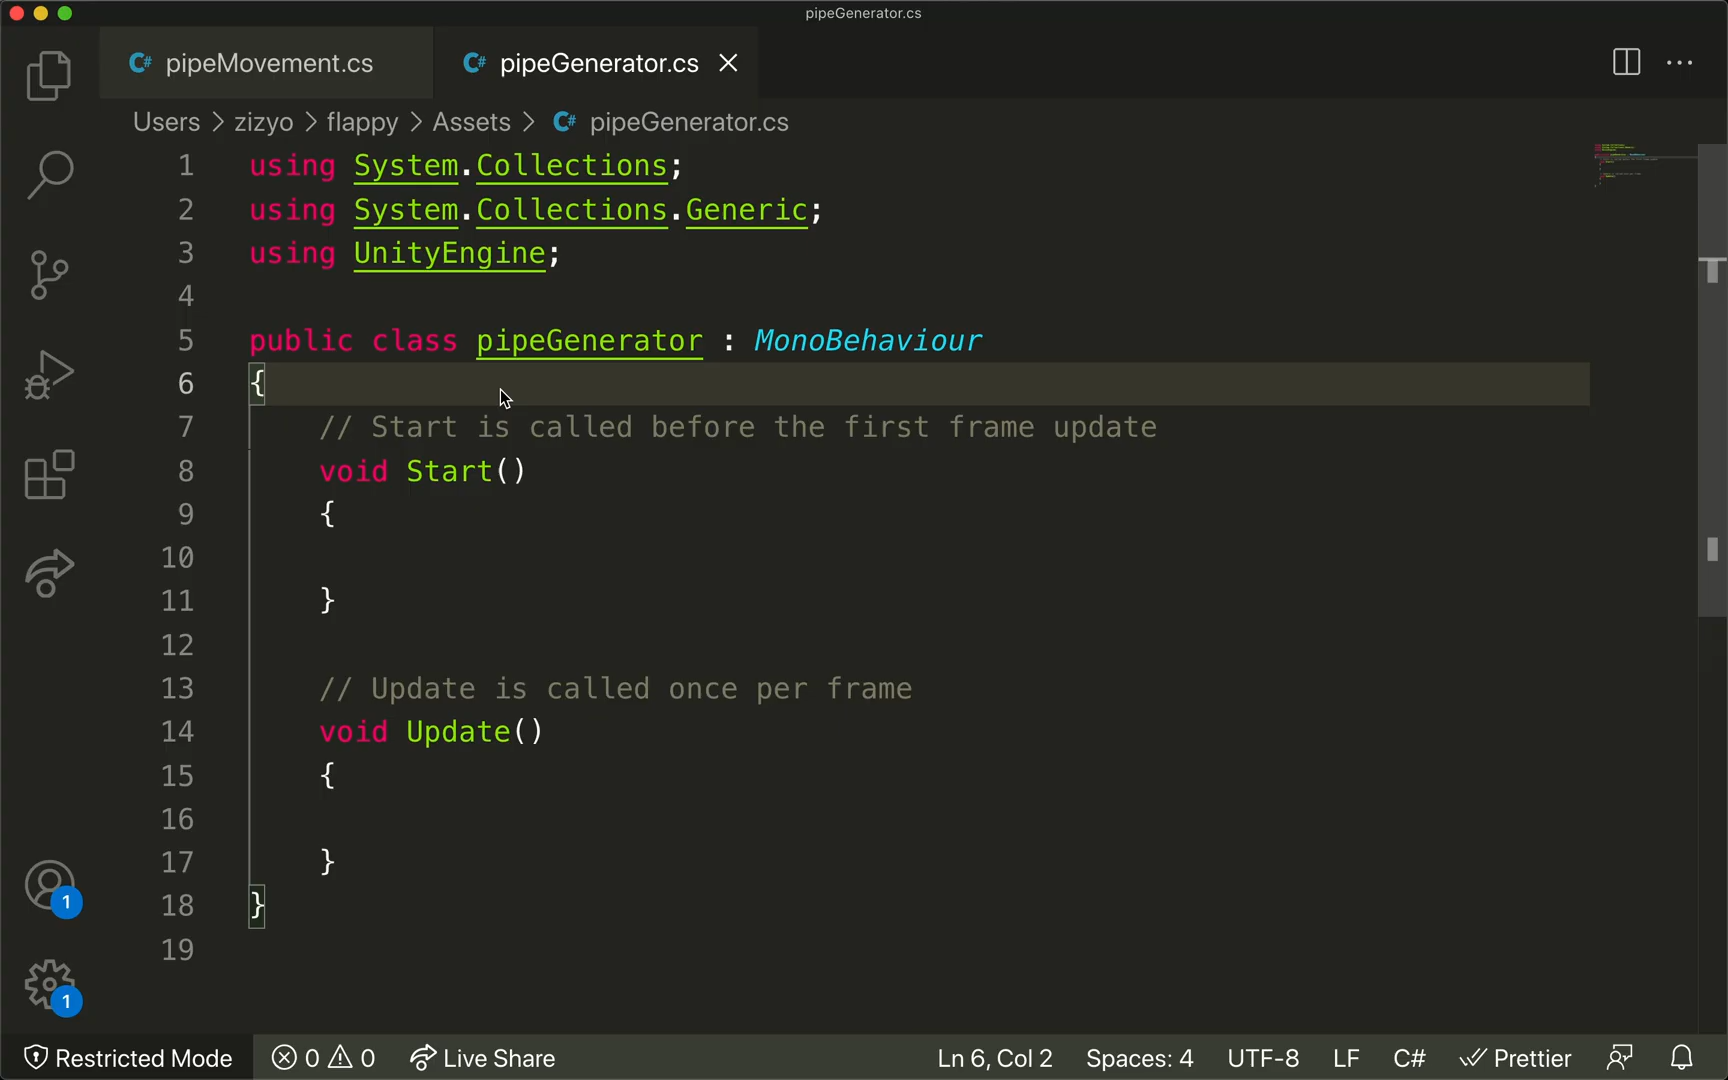 pipeGenerator.cs
C# pipeMovement.cs
C# pipeGenerator.cs
Users > zizyo > flappy > Assets > C# pipeGenerator.cs
1 using System.Collections;
2 using System.Collections.Generic;
3 using UnityEngine;
4
5 public class pipeGenerator : MonoBehaviour
6 {
7 // Start is called before the first frame update
8 void Start()
9 {
10
11 }
12
13 // Update is called once per frame
14 void Update()
15 {
16
17 }
18 }
19
1
1
Restricted Mode 0 0 Live Share Ln 6, Col 2 Spaces: 4 UTF-8 LF C# Prettier